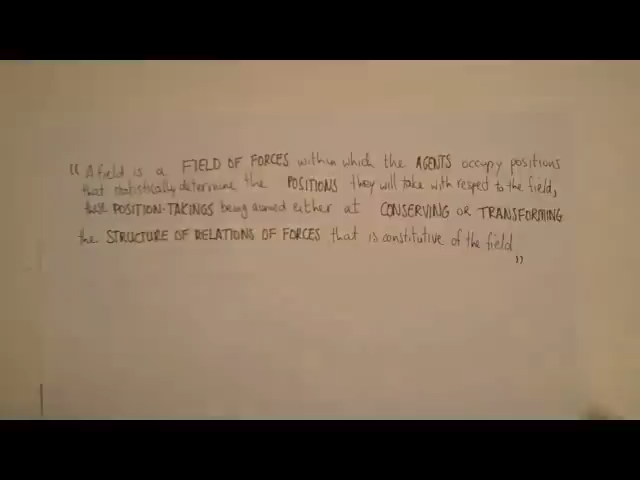 “ A field is a FIELD OF FORCES within which the AGENTS occupy positions
that statistically determine the POSITIONS they will take with respect to the field,
these POSITION-TAKINGS being aimed either at CONSERVING OR TRANSFORMING
the STRUCTURE OF RELATIONS OF FORCES that is constitutive of the field
”